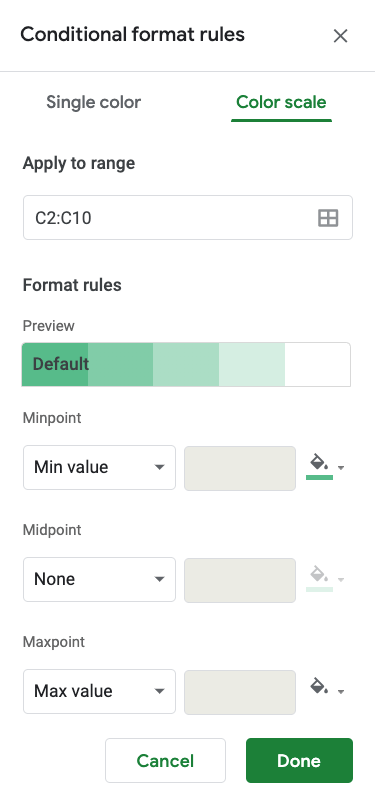 Conditional format rules
Single color
Color scale
Apply to range
C2:C10
Format rules
Preview
Default
Minpoint
Min value
Midpoint
None
Maxpoint
Max value
Cancel
Done